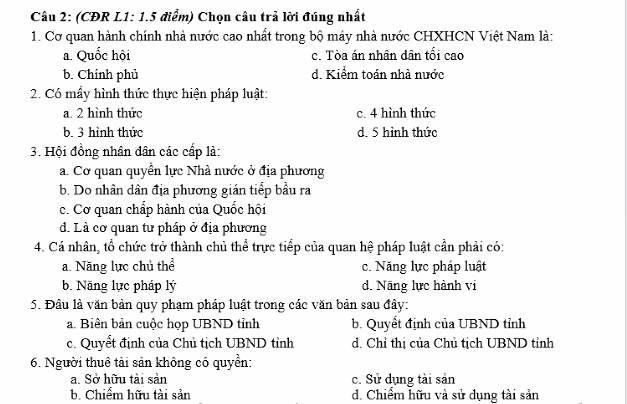 Câu 2: (CĐR L1: 1.5 điểm) Chọn câu trả lời đúng nhất
1. Cơ quan hành chính nhà nước cao nhất trong bộ máy nhà nước CHXHCN Việt Nam là:
a. Quốc hội c. Tòa án nhân dân tối cao
b. Chính phủ d. Kiểm toán nhà nước
2. Có mấy hình thức thực hiện pháp luật:
a. 2 hình thức c. 4 hình thức
b. 3 hình thức d. 5 hình thức
3. Hội đồng nhân dân các cấp là:
a. Cơ quan quyền lực Nhà nước ở địa phương
b. Do nhân dân địa phương gián tiếp bầu ra
c. Cơ quan chấp hành của Quốc hội
d. Là cơ quan tư pháp ở địa phương
4. Cá nhân, tổ chức trở thành chủ thể trực tiếp của quan hệ pháp luật cần phải có:
a. Năng lực chủ thể c. Năng lực pháp luật
b. Năng lực pháp lý d. Năng lực hành vi
5. Đâu là văn bản quy phạm pháp luật trong các văn bản sau đây:
a. Biên bản cuộc họp UBND tỉnh b. Quyết định của UBND tỉnh
c. Quyết định của Chủ tịch UBND tỉnh d. Chỉ thị của Chủ tịch UBND tỉnh
6. Người thuê tài sản không có quyền:
a. Sở hữu tài sản c. Sử dụng tài sản
b. Chiếm hữu tài sản d. Chiếm hữu và sử dụng tài sản